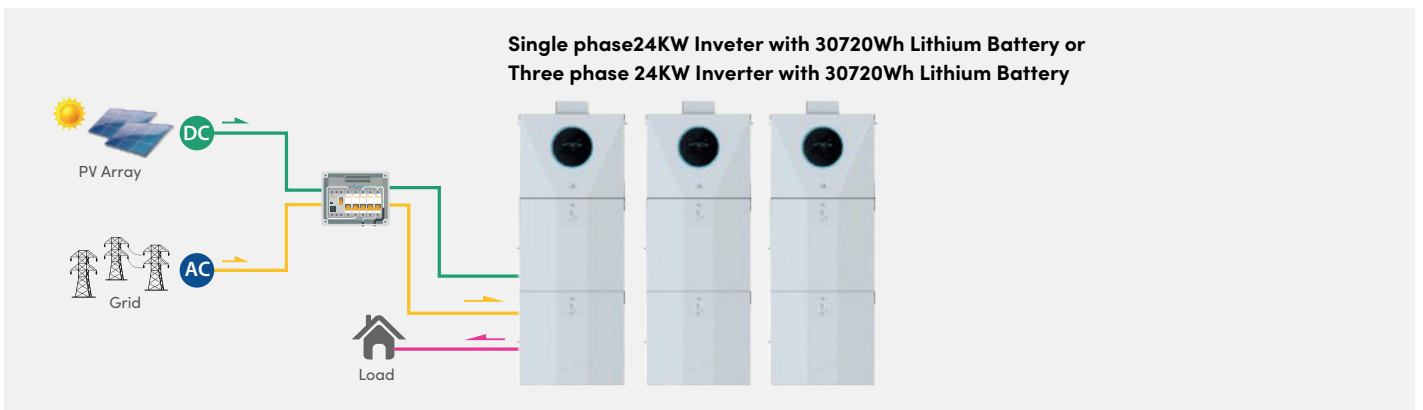 Single phase24KW Inveter with 30720Wh Lithium Battery or
Three phase 24KW Inverter with 30720Wh Lithium Battery
DC
PV Array
AC
Grid
Load